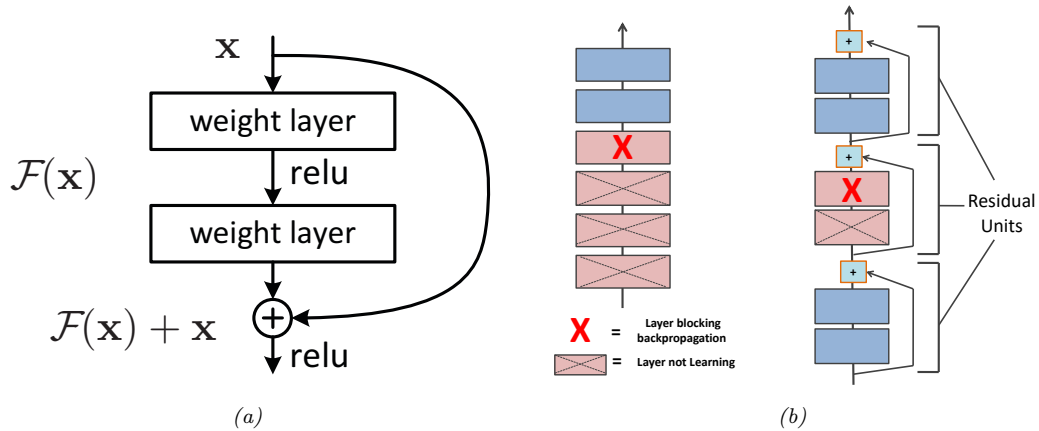 x
weight layer
relu
F(x)
weight layer
F(x) + x
+
relu
(a)
X
X = Layer blocking
backpropagation
= Layer not Learning
+
+
X
+
Residual
Units
(b)